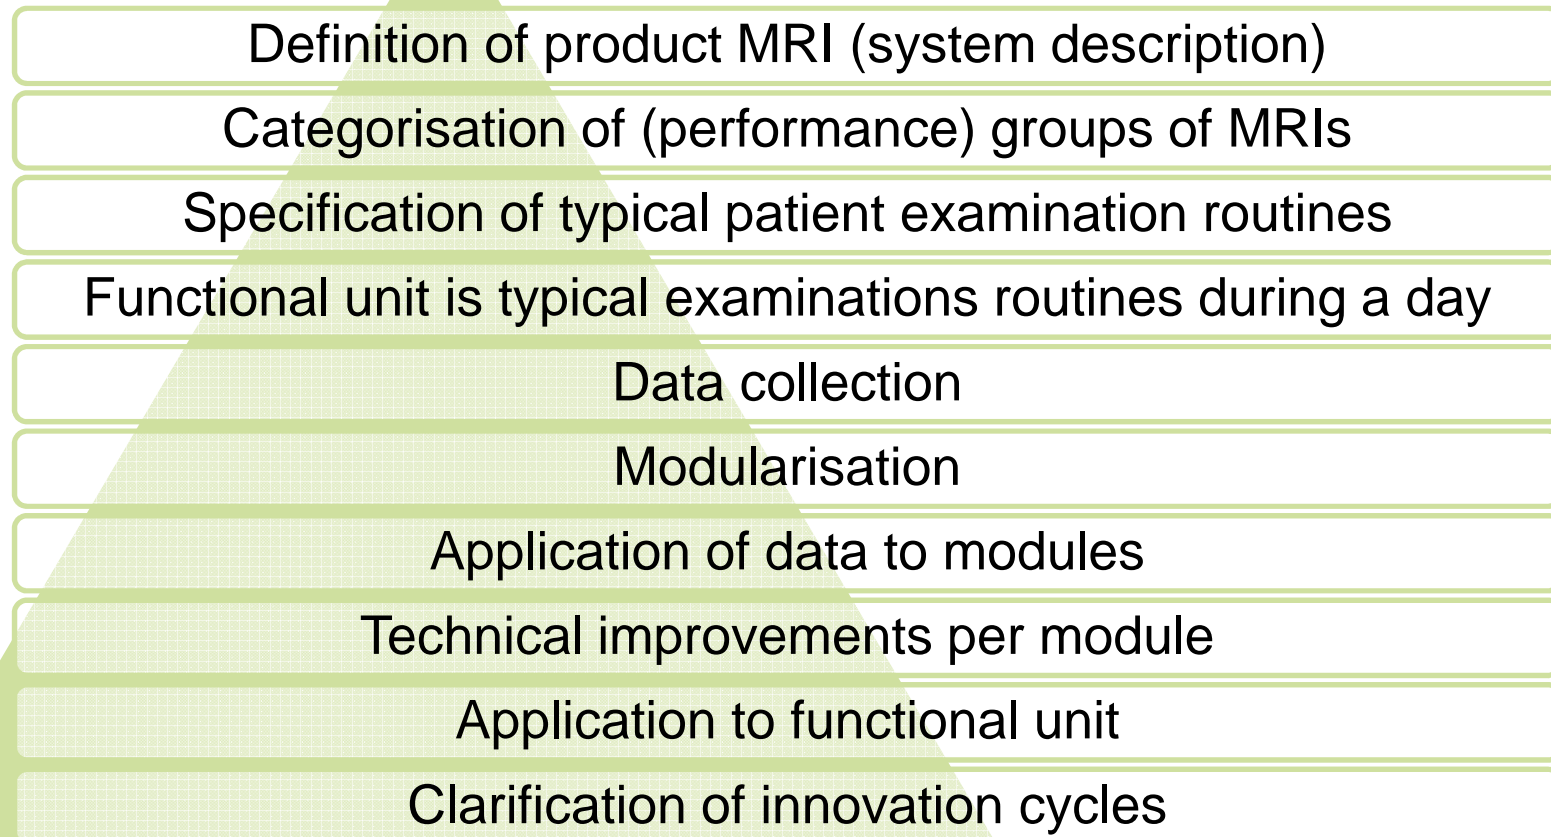 Definition of product MRI (system description)
Categorisation of (performance) groups of MRIs
Specification of typical patient examination routines
Functional unit is typical examinations routines during a day
Data collection
Modularisation
Application of data to modules
Technical improvements per module
Application to functional unit
Clarification of innovation cycles